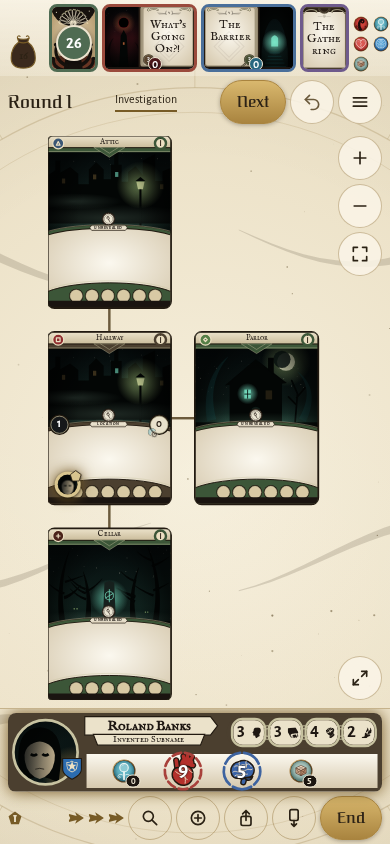 26
What's
Going
On?!
0
The
Barrier
0
The
Gathe
ring
Round 1
Investigation
Next
Attic
Unrevealed
Hallway
1
Location
0
Parlor
Unrevealed
Cellar
Unrevealed
Roland Banks
Invented Subname
3
3
4
2
0
9
5
5
End